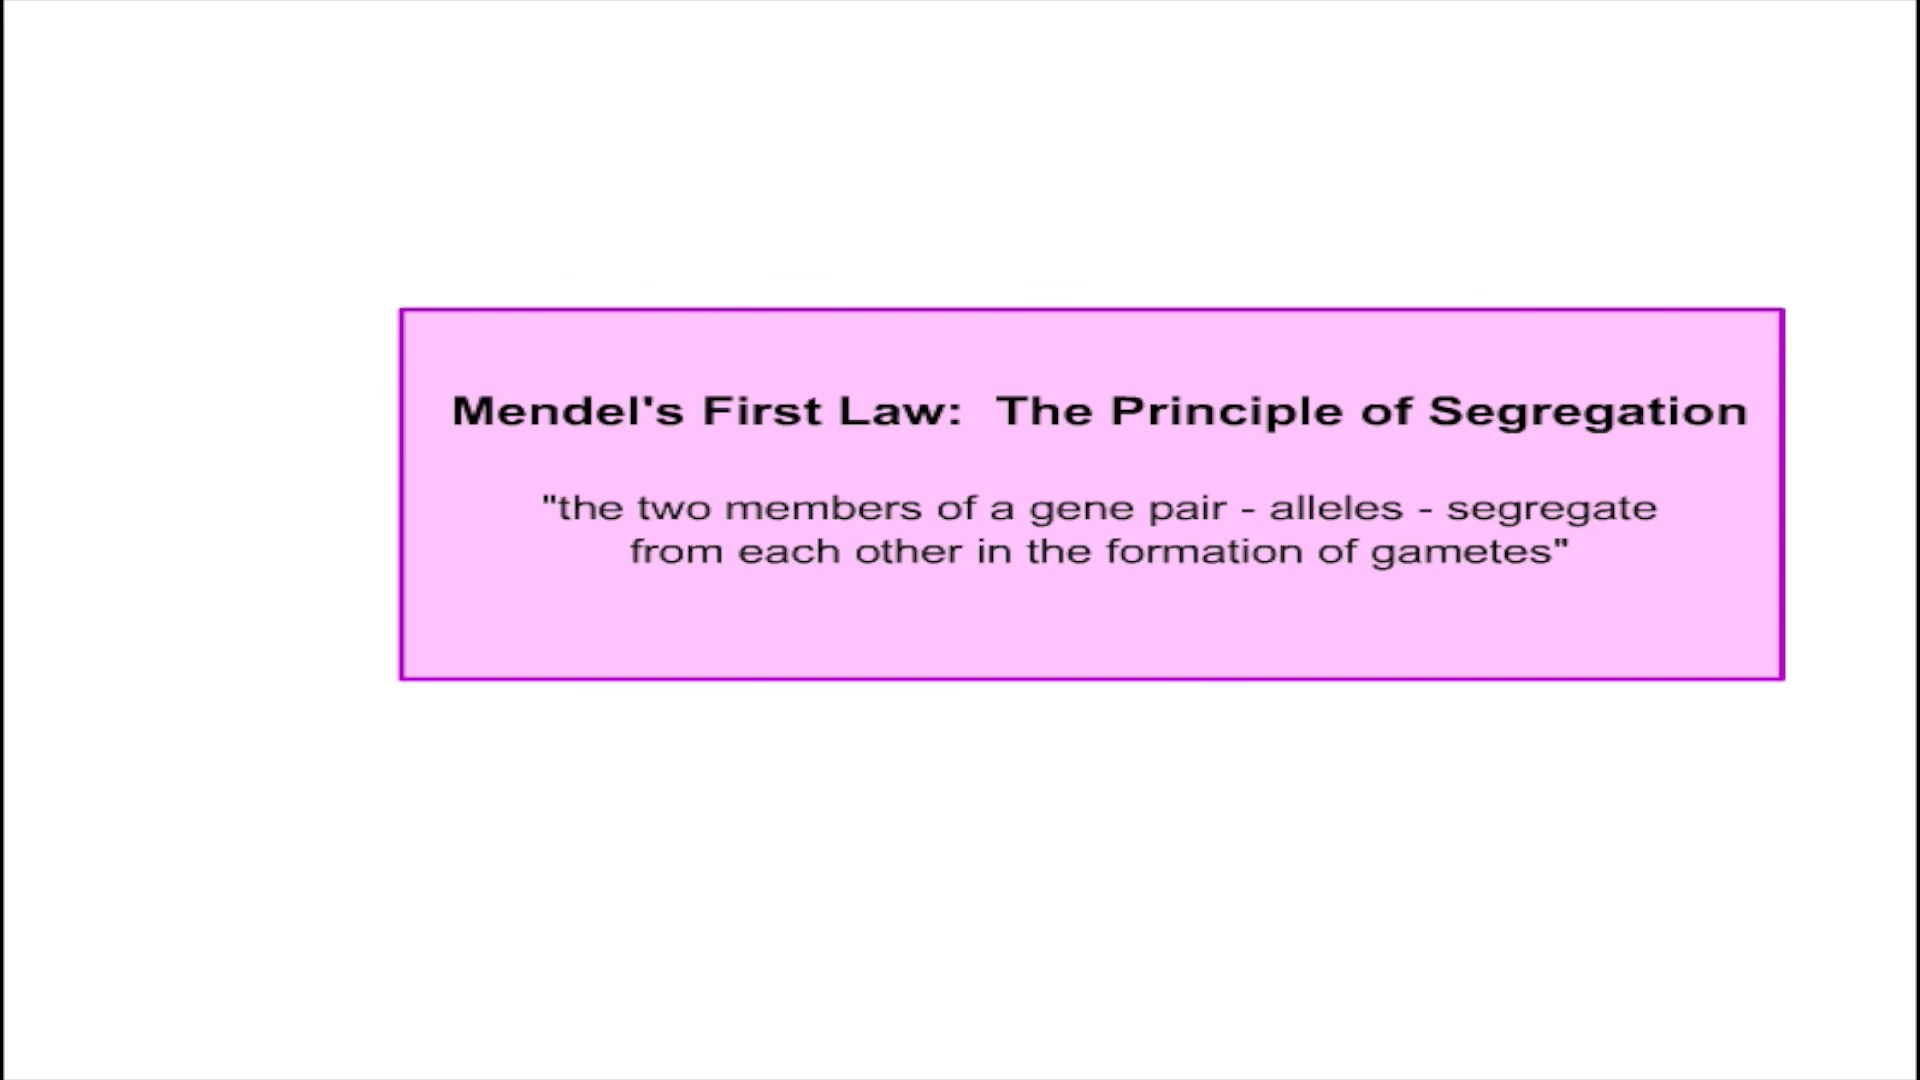 Mendel's First Law:  The Principle of Segregation
"the two members of a gene pair - alleles - segregate
from each other in the formation of gametes"